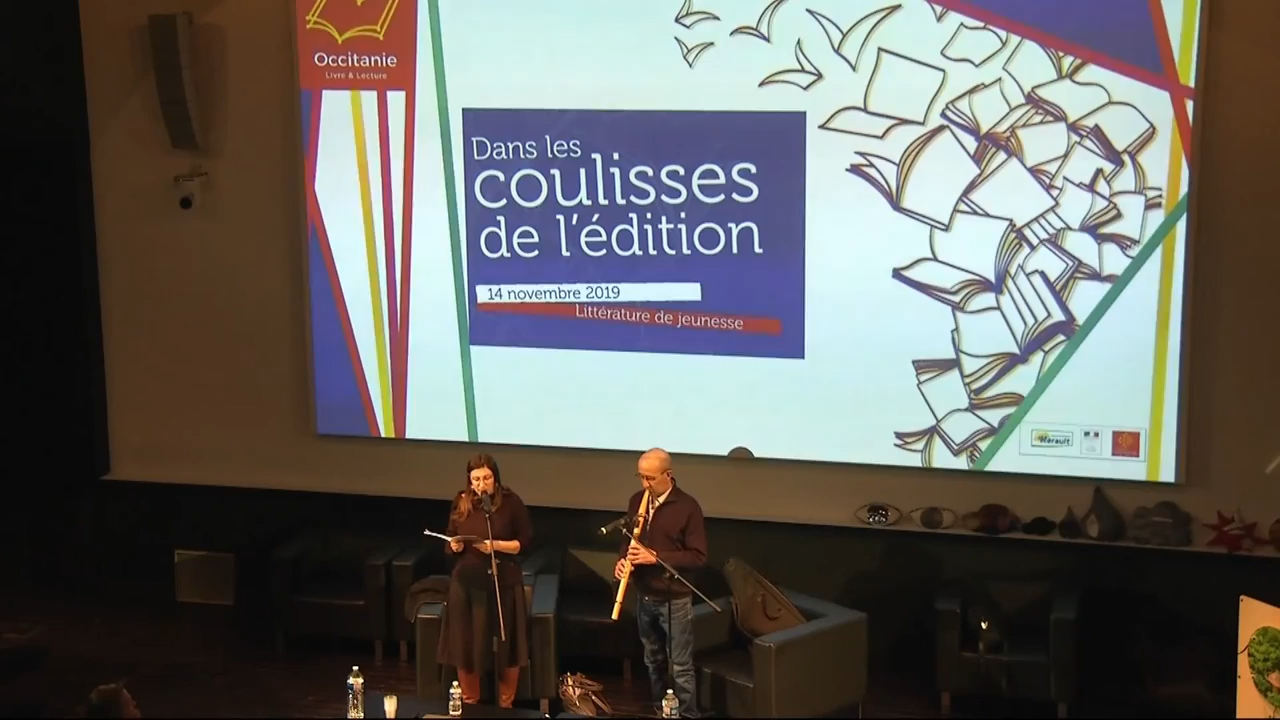 Occitanie
Livre & Lecture
Dans les
coulisses
de l'édition
14 novembre 2019
Littérature de jeunesse
Hérault